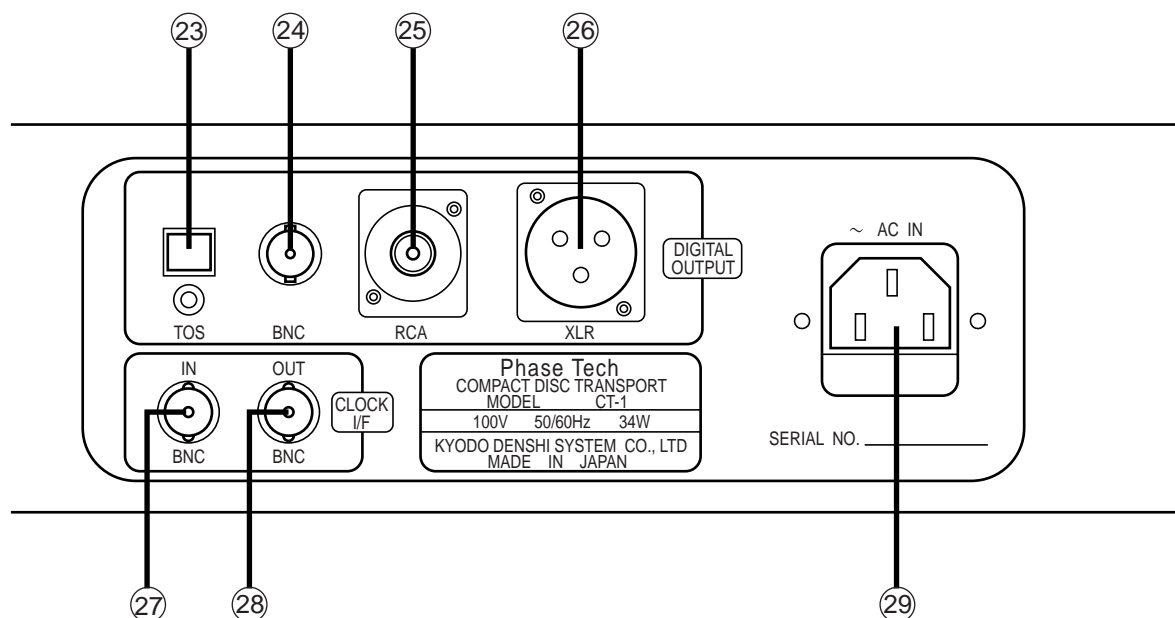 23 24 25 26
~ AC IN
DIGITAL
OUTPUT
TOS BNC RCA XLR
IN OUT
CLOCK
I/F
BNC BNC
Phase Tech
COMPACT DISC TRANSPORT
MODEL CT-1
100V 50/60Hz 34W
KYODO DENSHI SYSTEM CO., LTD
MADE IN JAPAN
SERIAL NO.
27 28 29